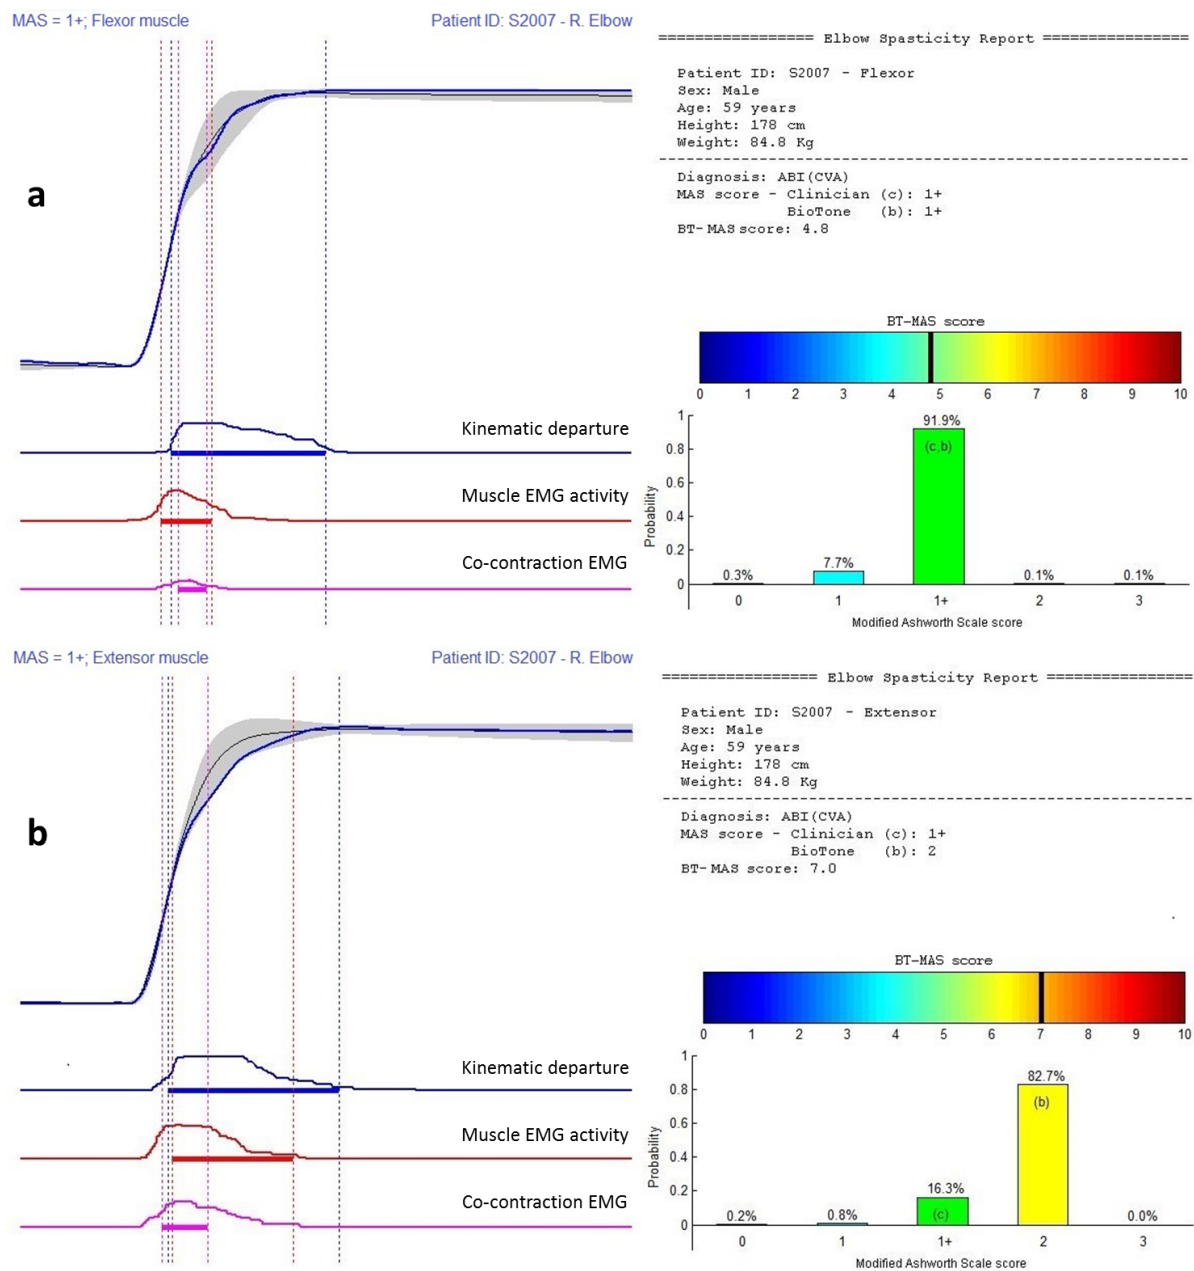 MAS = 1+; Flexor muscle Patient ID: S2007 - R. Elbow
a
Kinematic departure
Muscle EMG activity
Co-contraction EMG
================= Elbow Spasticity Report ================
Patient ID: S2007 - Flexor
Sex: Male
Age: 59 years
Height: 178 cm
Weight: 84.8 Kg
Diagnosis: ABI(CVA)
MAS score - Clinician (c): 1+
BioTone (b): 1+
BT-MAS score: 4.8
BT-MAS score
0 1 2 3 4 5 6 7 8 9 10
Probability
1
0.8
0.6
0.4
0.2
0
0.3% 7.7% 91.9% 0.1% 0.1%
(c,b)
0 1 1+ 2 3
Modified Ashworth Scale score
MAS = 1+; Extensor muscle Patient ID: S2007 - R. Elbow
b
Kinematic departure
Muscle EMG activity
Co-contraction EMG
================= Elbow Spasticity Report ================
Patient ID: S2007 - Extensor
Sex: Male
Age: 59 years
Height: 178 cm
Weight: 84.8 Kg
Diagnosis: ABI(CVA)
MAS score - Clinician (c): 1+
BioTone (b): 2
BT-MAS score: 7.0
BT-MAS score
0 1 2 3 4 5 6 7 8 9 10
Probability
1
0.8
0.6
0.4
0.2
0
0.2% 0.8% 16.3% 82.7% 0.0%
(c) (b)
0 1 1+ 2 3
Modified Ashworth Scale score